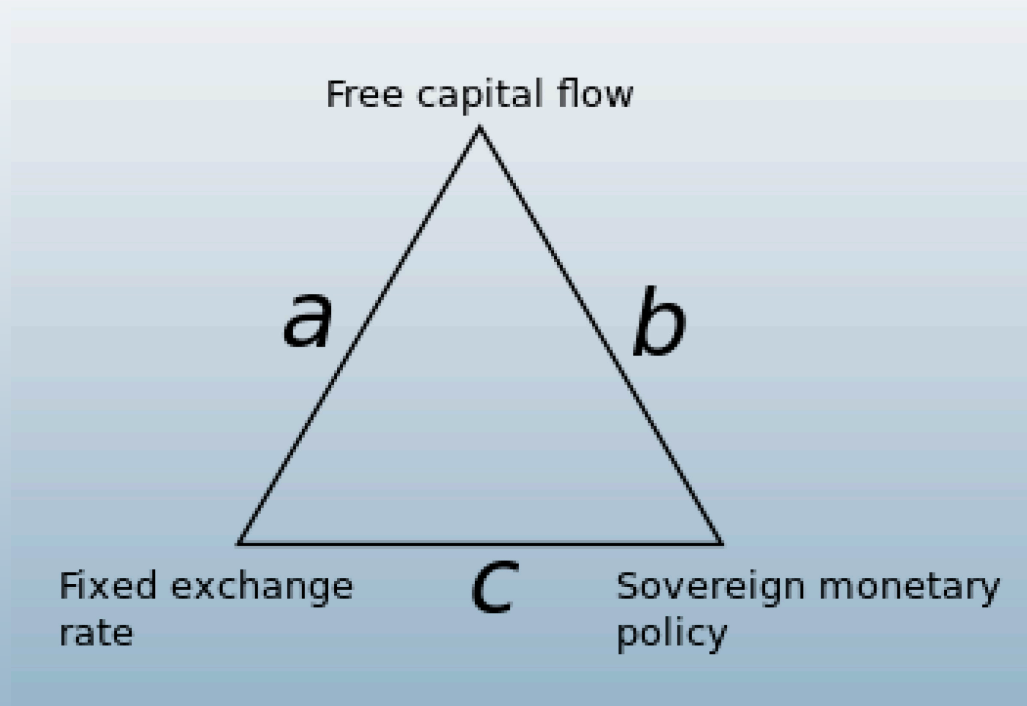 Free capital flow
a
b
Fixed exchange
rate
c
Sovereign monetary
policy